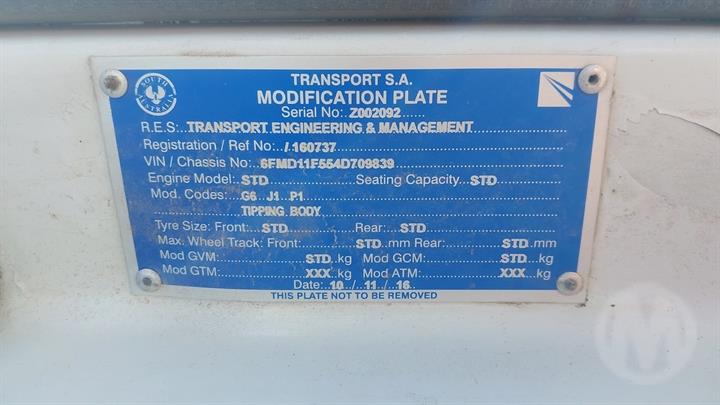 SOUTH AUSTRALIA
TRANSPORT S.A.
MODIFICATION PLATE
Serial No:..Z002092......
R.E.S:..TRANSPORT ENGINEERING & MANAGEMENT
Registration / Ref No:../ 160737
VIN / Chassis No:..6FMD11F554D709839
Engine Model:..STD Seating Capacity..STD
Mod. Codes: G6 J1 P1
TIPPING BODY
Tyre Size: Front:...STD Rear:...STD
Max. Wheel Track: Front:...STD..mm Rear:...STD..mm
Mod GVM:...STD...kg Mod GCM:...STD...kg
Mod GTM:...XXX...kg Mod ATM:...XXX...kg
Date:..10../..11../..16..
THIS PLATE NOT TO BE REMOVED
M